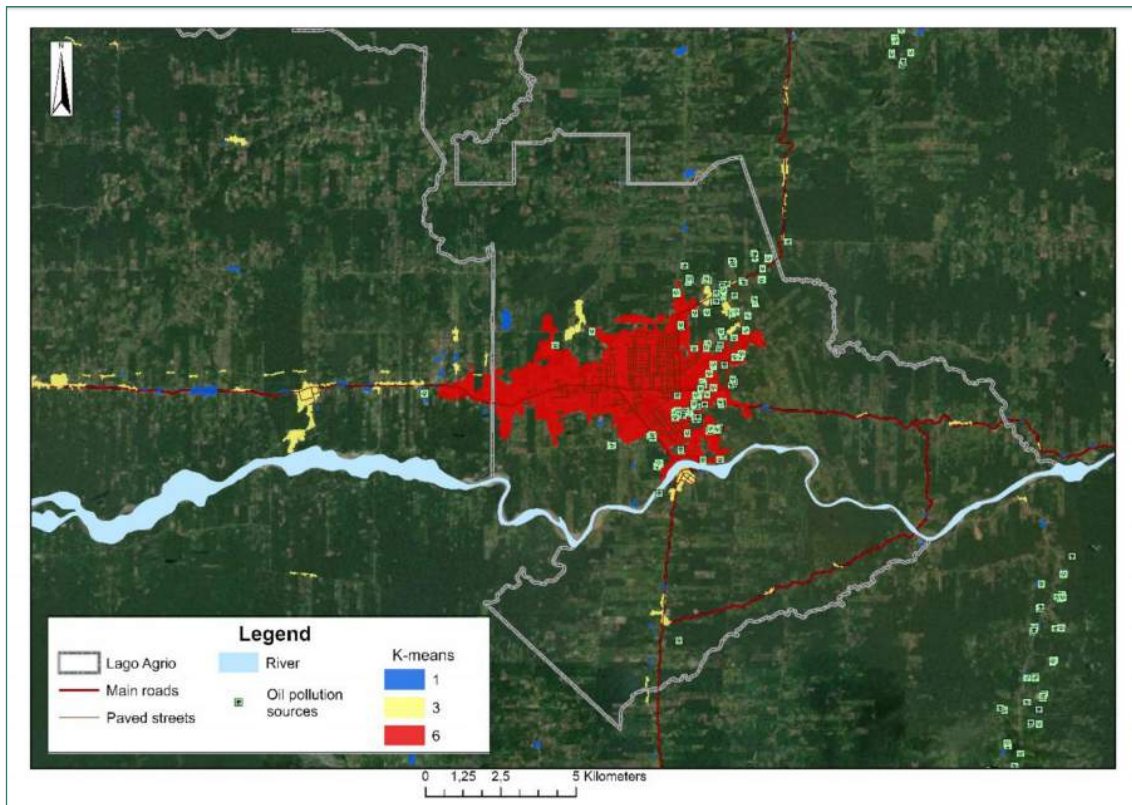 N
Legend
Lago Agrio
Main roads
Paved streets
River
Oil pollution
sources
K-means
1
3
6
0 1,25 2,5 5 Kilometers